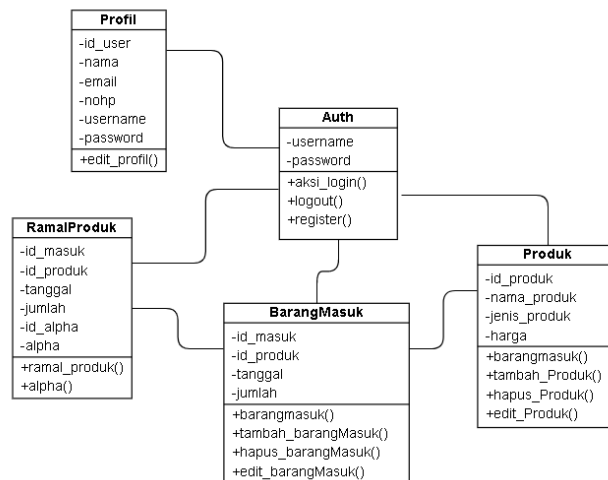 Profil
-id_user
-nama
-email
-nohp
-username
-password
+edit_profil()
Auth
-username
-password
+aksi_login()
+logout()
+register()
RamalProduk
-id_masuk
-id_produk
-tanggal
-jumlah
-id_alpha
-alpha
+ramal_produk()
+alpha()
BarangMasuk
-id_masuk
-id_produk
-tanggal
-jumlah
+barangmasuk()
+tambah_barangMasuk()
+hapus_barangMasuk()
+edit_barangMasuk()
Produk
-id_produk
-nama_produk
-jenis_produk
-harga
+barangmasuk()
+tambah_Produk()
+hapus_Produk()
+edit_Produk()